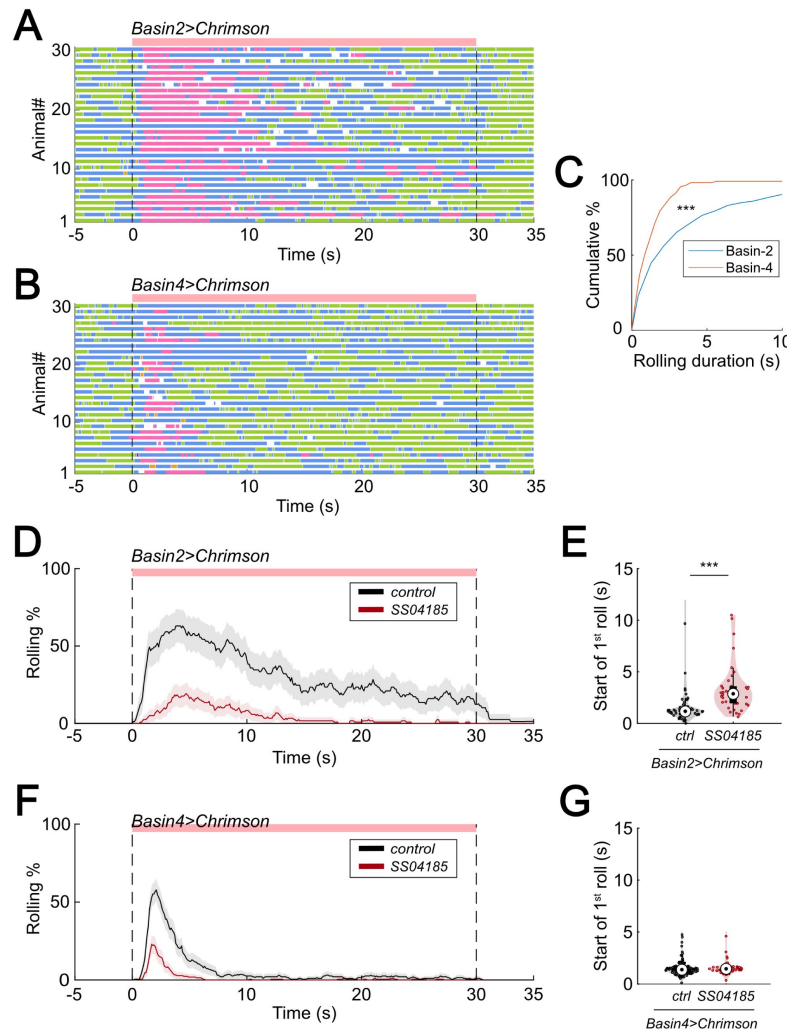 A
Basin2>Chrimson
30
20
10
1
Animal#
-5 0 5 10 20 30 35
Time (s)
B
Basin4>Chrimson
30
20
10
1
Animal#
-5 0 10 20 30 35
Time (s)
C
100
50
0
Cumulative %
***
Basin-2
Basin-4
0 5 10
Rolling duration (s)
D
Basin2>Chrimson
100
50
0
Rolling %
control
SS04185
-5 0 10 20 30 35
Time (s)
E
15
10
5
0
Start of 1st roll (s)
***
ctrl SS04185
Basin2>Chrimson
F
Basin4>Chrimson
100
50
0
Rolling %
control
SS04185
-5 0 10 20 30 35
Time (s)
G
15
10
5
0
Start of 1st roll (s)
ctrl SS04185
Basin4>Chrimson